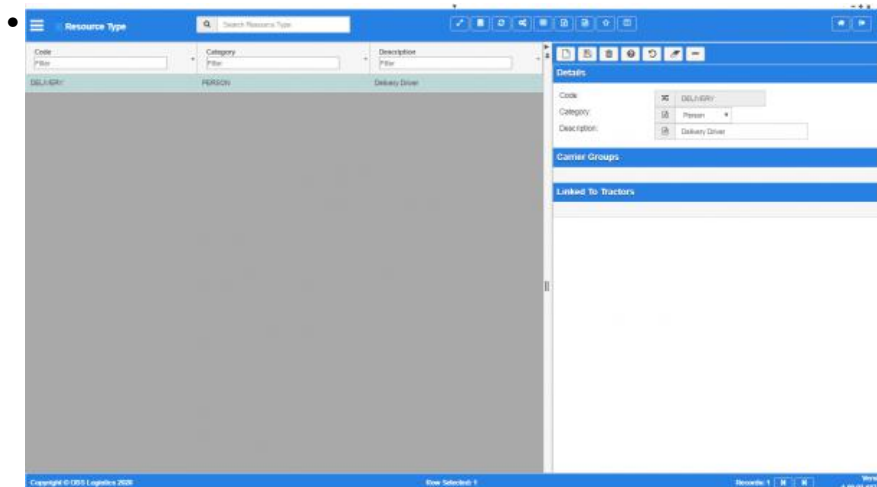 Resource Type
Search Resource Type
Code
Category
Description
Filter
Filter
Filter
DELIVERY
PERSON
Delivery Driver
Details
Code:
DELIVERY
Category:
Person
Description:
Delivery Driver
Carrier Groups
Linked To Tractors
Copyright © OBS Logistics 2020
Row Selected: 1
Records: 1